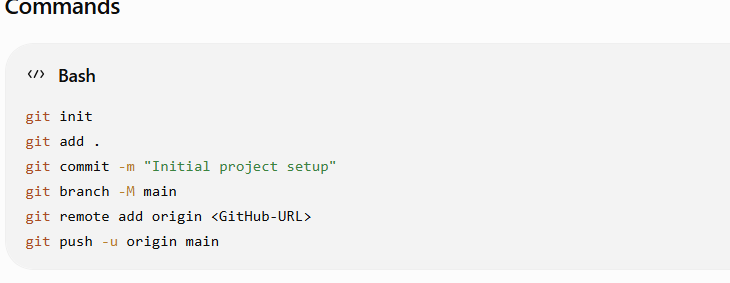 Commands
Bash
git init
git add .
git commit -m "Initial project setup"
git branch -M main
git remote add origin <GitHub-URL>
git push -u origin main